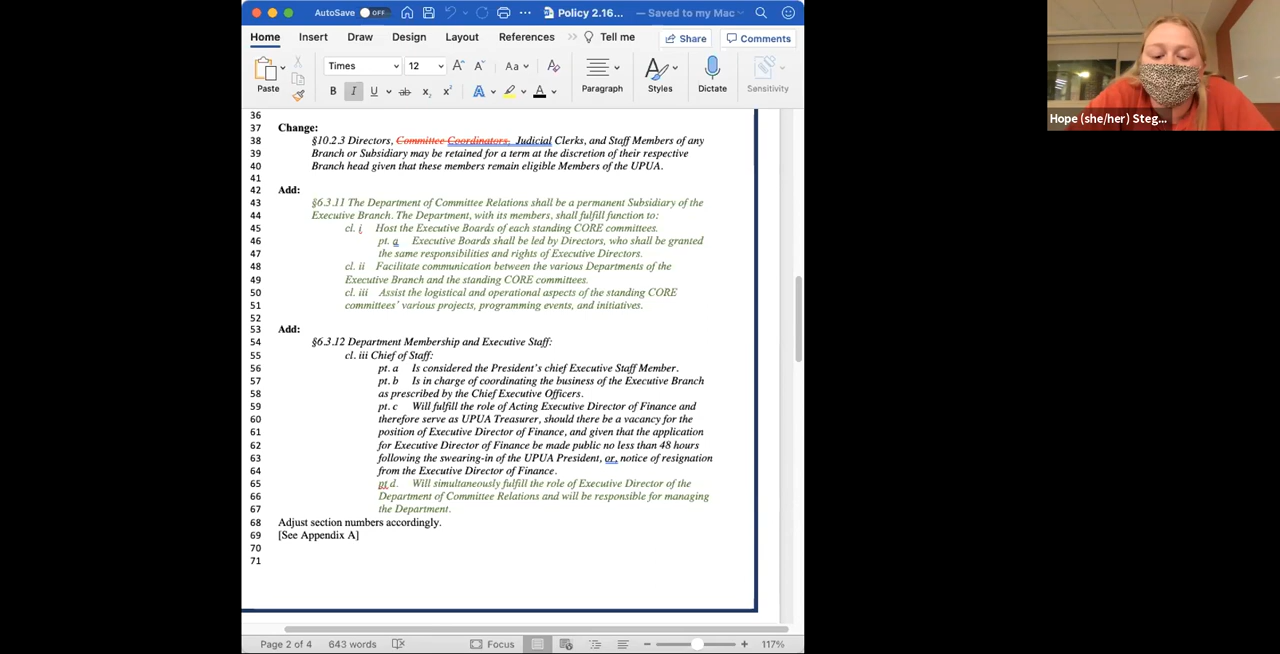 AutoSave OFF Policy 2.16... — Saved to my Mac
Home Insert Draw Design Layout References Tell me Share Comments
Paste Times 12 Aa Paragraph Styles Dictate Sensitivity
B I U ab x x A A
36
37 Change:
38 §10.2.3 Directors, Committee Coordinators, Judicial Clerks, and Staff Members of any
39 Branch or Subsidiary may be retained for a term at the discretion of their respective
40 Branch head given that these members remain eligible Members of the UPUA.
41
42 Add:
43 §6.3.11 The Department of Committee Relations shall be a permanent Subsidiary of the
44 Executive Branch. The Department, with its members, shall fulfill function to:
45 cl. i Host the Executive Boards of each standing CORE committees.
46 pt. a Executive Boards shall be led by Directors, who shall be granted
47 the same responsibilities and rights of Executive Directors.
48 cl. ii Facilitate communication between the various Departments of the
49 Executive Branch and the standing CORE committees.
50 cl. iii Assist the logistical and operational aspects of the standing CORE
51 committees' various projects, programming events, and initiatives.
52
53 Add:
54 §6.3.12 Department Membership and Executive Staff:
55 cl. iii Chief of Staff:
56 pt. a Is considered the President's chief Executive Staff Member.
57 pt. b Is in charge of coordinating the business of the Executive Branch
58 as prescribed by the Chief Executive Officers.
59 pt. c Will fulfill the role of Acting Executive Director of Finance and
60 therefore serve as UPUA Treasurer, should there be a vacancy for the
61 position of Executive Director of Finance, and given that the application
62 for Executive Director of Finance be made public no less than 48 hours
63 following the swearing-in of the UPUA President, or, notice of resignation
64 from the Executive Director of Finance.
65 pt d. Will simultaneously fulfill the role of Executive Director of the
66 Department of Committee Relations and will be responsible for managing
67 the Department.
68 Adjust section numbers accordingly.
69 [See Appendix A]
70
71
Page 2 of 4 643 words Focus 117%
Hope (she/her) Steg...